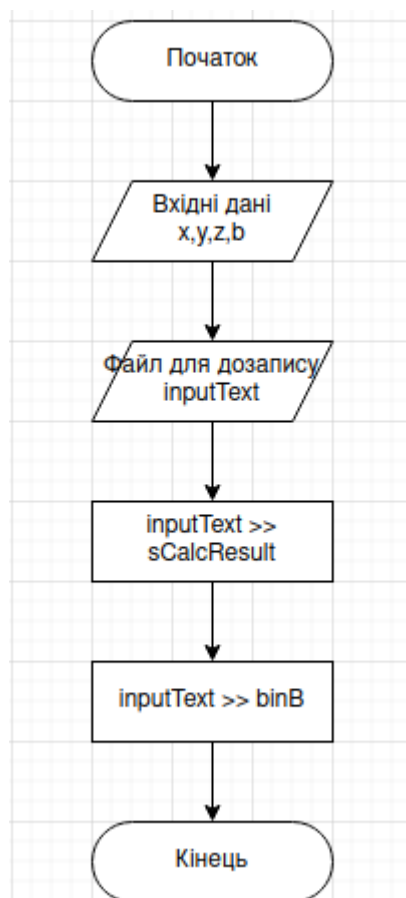 Початок
Вхідні дані
x,y,z,b
Файл для дозапису
inputText
inputText >>
sCalcResult
inputText >> binB
Кінець